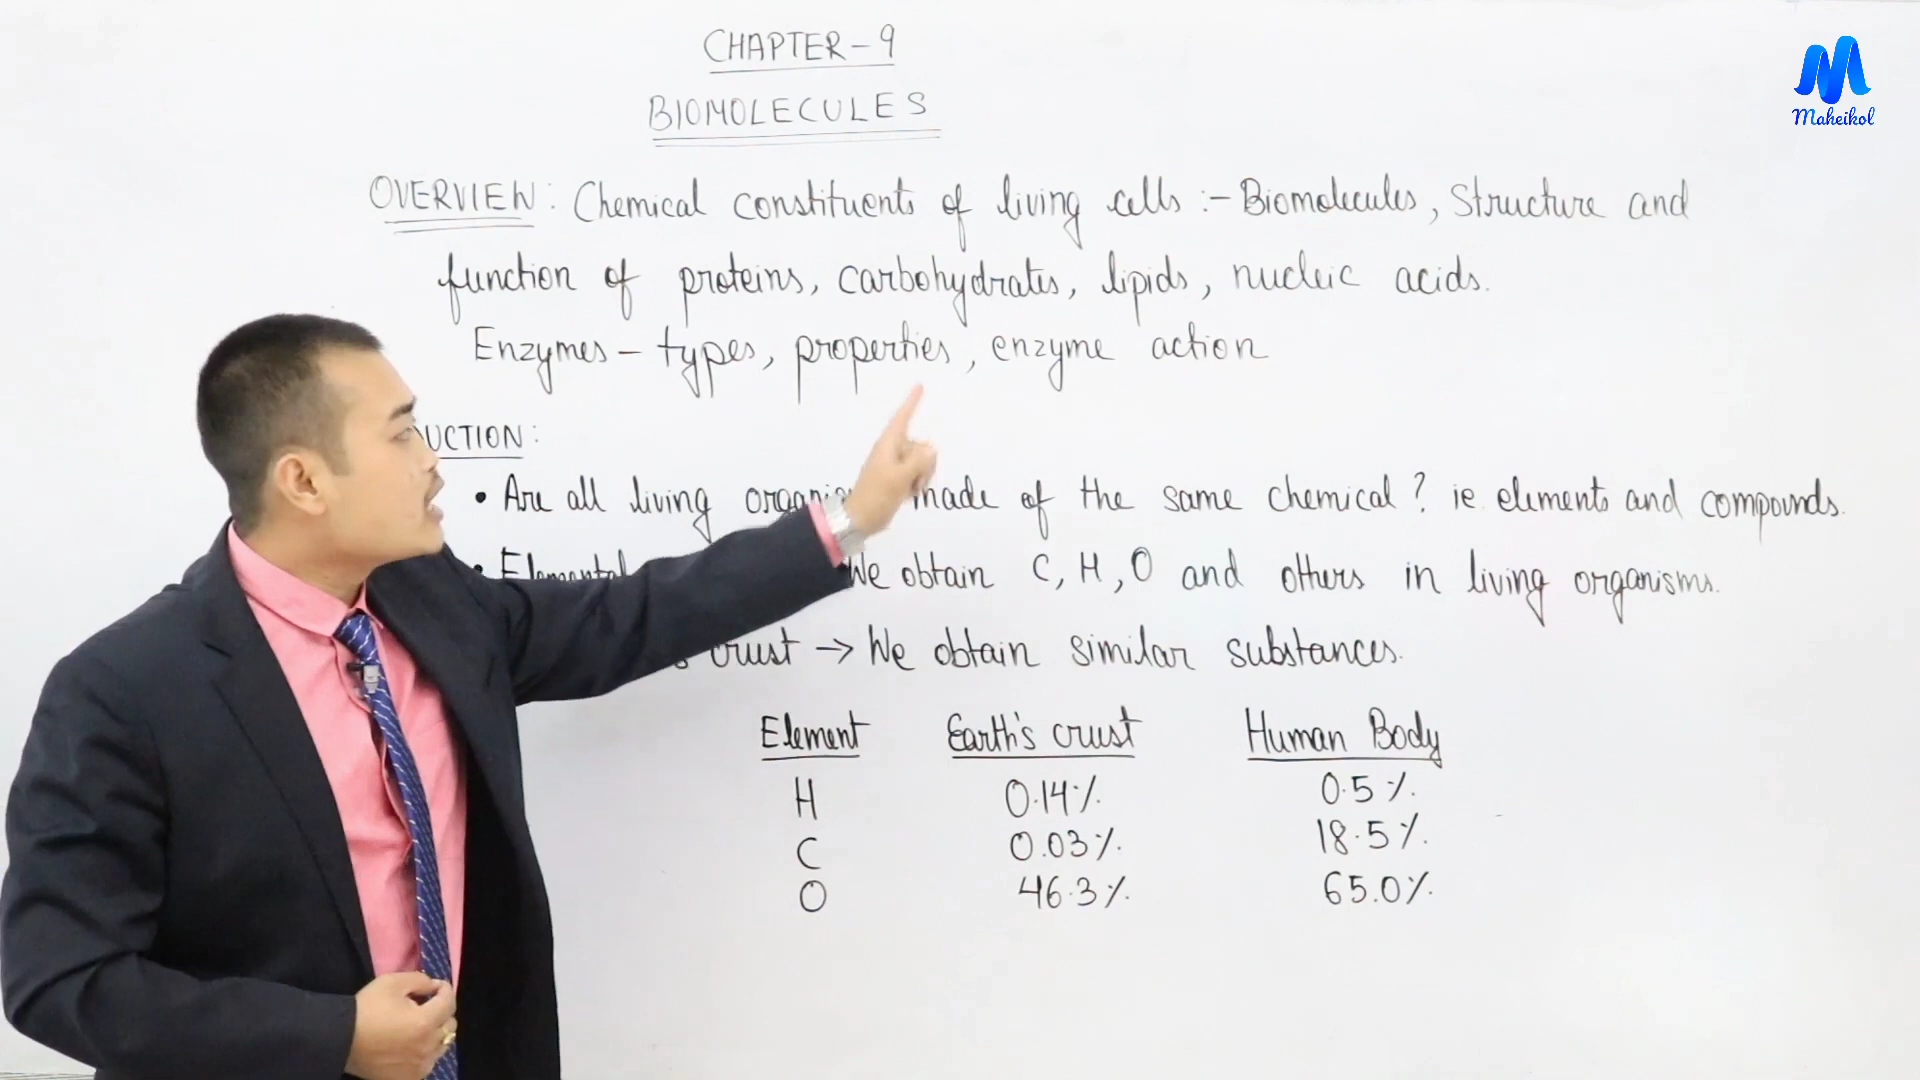 CHAPTER-9
BIOMOLECULES
Maheikol
OVERVIEW: Chemical constituents of living cells :- Biomolecules, Structure and
function of proteins, carbohydrates, lipids, nucleic acids.
Enzymes - types, properties, enzyme action
UCTION:
• Are all living made of the same chemical? ie. elements and compounds.
• Elemental We obtain C, H, O and others in living organisms.
crust → We obtain similar substances.
Element Earth's crust Human Body
H 0.14% 0.5%
C 0.03% 18.5%
O 46.3% 65.0%